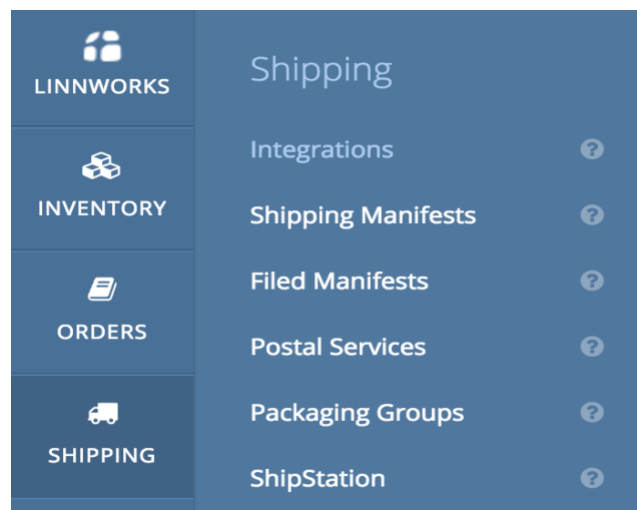 LINNWORKS
INVENTORY
ORDERS
SHIPPING
Shipping
Integrations ?
Shipping Manifests ?
Filed Manifests ?
Postal Services ?
Packaging Groups ?
ShipStation ?